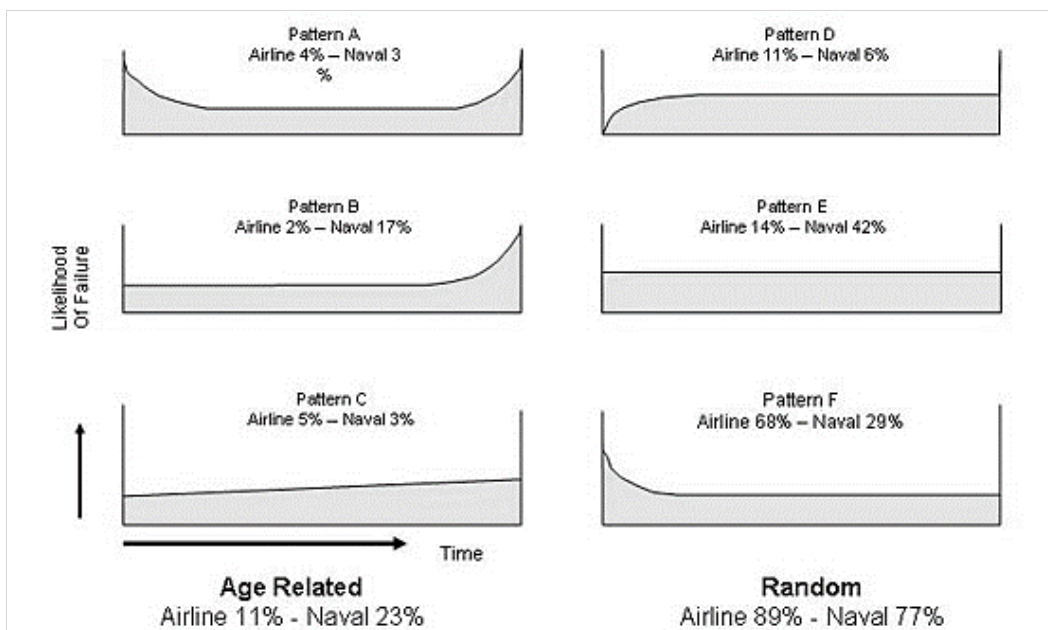 Pattern A
Airline 4% – Naval 3
%
Pattern D
Airline 11% – Naval 6%
Pattern B
Airline 2% – Naval 17%
Pattern E
Airline 14% – Naval 42%
Likelihood
Of Failure
Pattern C
Airline 5% – Naval 3%
Pattern F
Airline 68% – Naval 29%
Time
Age Related
Airline 11% - Naval 23%
Random
Airline 89% - Naval 77%